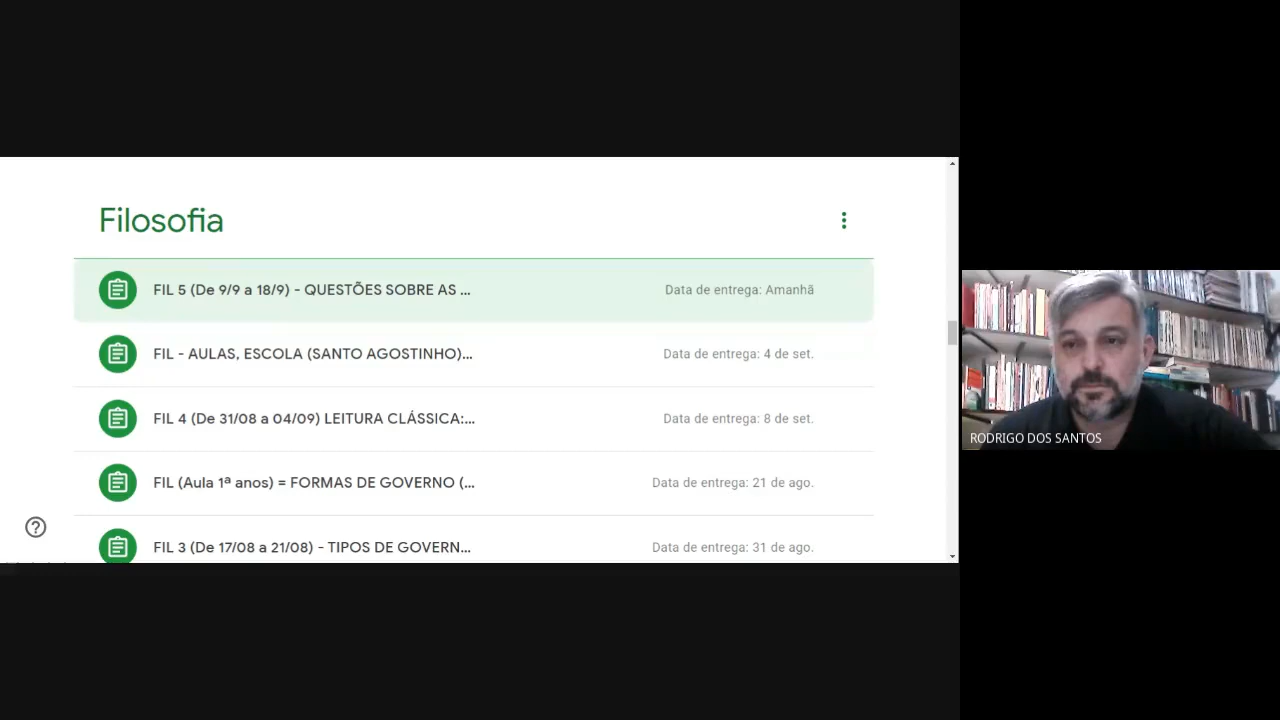 Filosofia
FIL 5 (De 9/9 a 18/9) - QUESTÕES SOBRE AS ...
Data de entrega: Amanhã
FIL - AULAS, ESCOLA (SANTO AGOSTINHO)...
Data de entrega: 4 de set.
FIL 4 (De 31/08 a 04/09) LEITURA CLÁSSICA:...
Data de entrega: 8 de set.
FIL (Aula 1ª anos) = FORMAS DE GOVERNO (...
Data de entrega: 21 de ago.
FIL 3 (De 17/08 a 21/08) - TIPOS DE GOVERN...
Data de entrega: 31 de ago.
RODRIGO DOS SANTOS